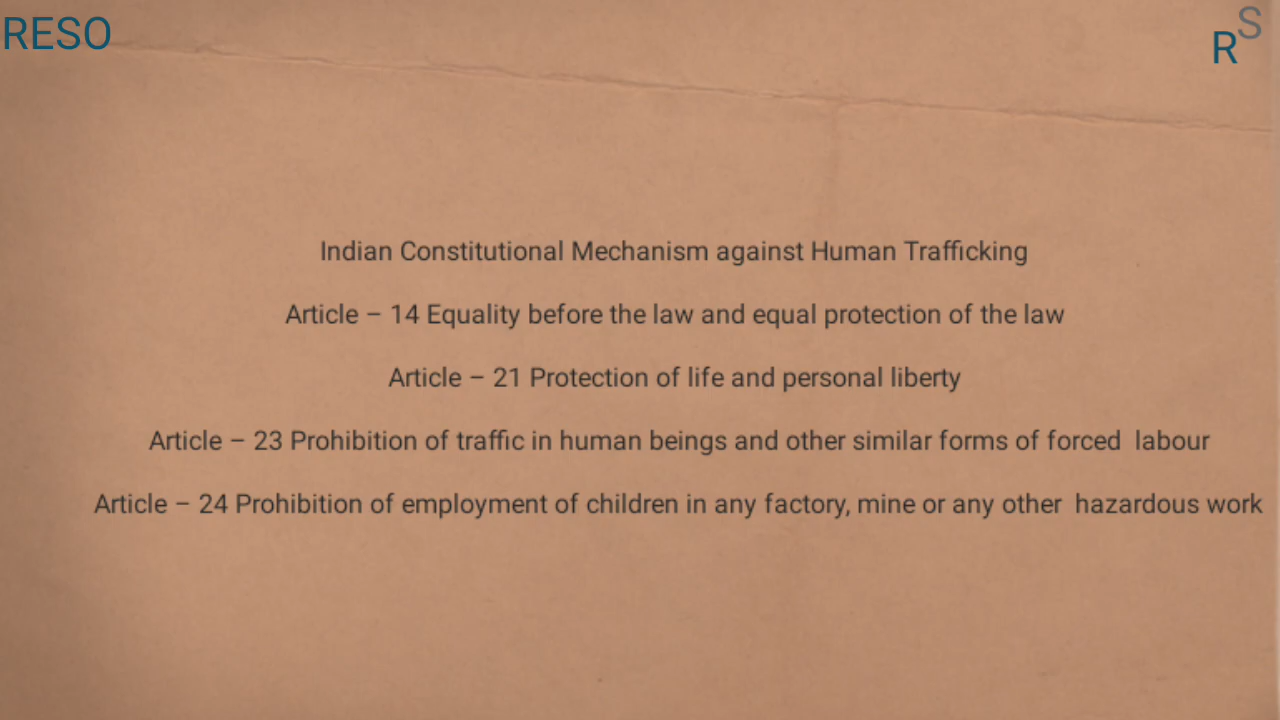 RESO
R S
Indian Constitutional Mechanism against Human Trafficking
Article – 14 Equality before the law and equal protection of the law
Article – 21 Protection of life and personal liberty
Article – 23 Prohibition of traffic in human beings and other similar forms of forced  labour
Article – 24 Prohibition of employment of children in any factory, mine or any other  hazardous work